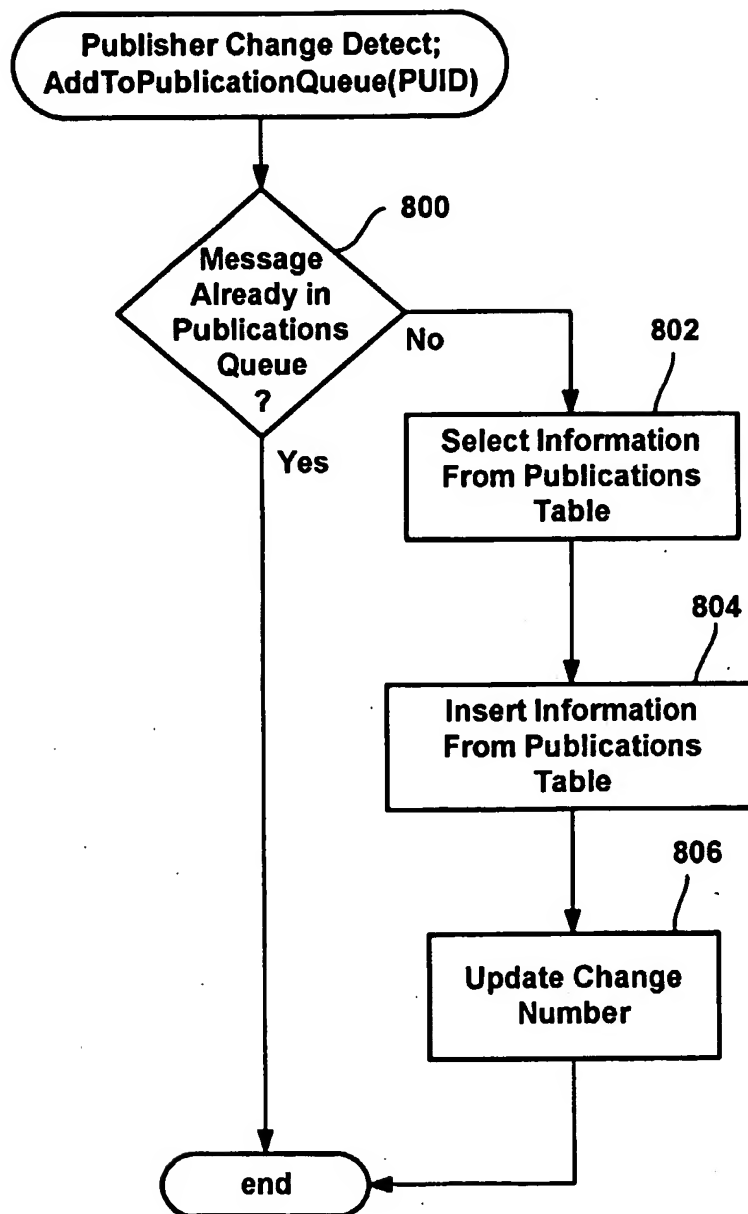 Publisher Change Detect;
AddToPublicationQueue(PUID)
800
Message
Already in
Publications
Queue
?
No
Yes
802
Select Information
From Publications
Table
804
Insert Information
From Publications
Table
806
Update Change
Number
end